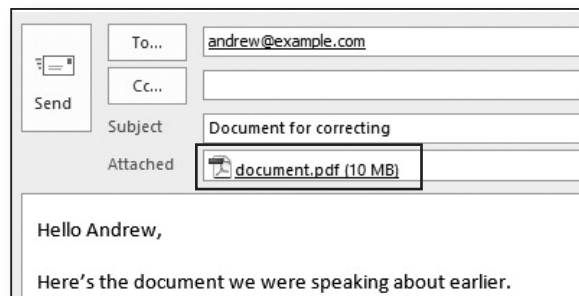 To...
andrew@example.com
Cc...
Send
Subject
Document for correcting
Attached
document.pdf (10 MB)
Hello Andrew,
Here's the document we were speaking about earlier.